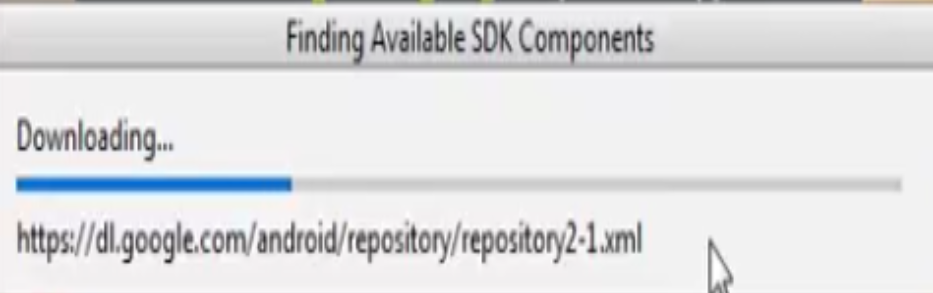 Finding Available SDK Components
Downloading...
https://dl.google.com/android/repository/repository2-1.xml